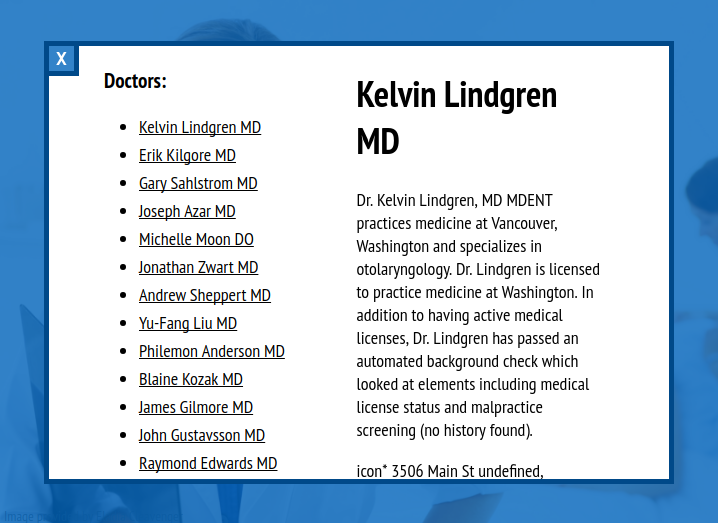 X
Doctors:
Kelvin Lindgren MD
Erik Kilgore MD
Gary Sahlstrom MD
Joseph Azar MD
Michelle Moon DO
Jonathan Zwart MD
Andrew Sheppert MD
Yu-Fang Liu MD
Philemon Anderson MD
Blaine Kozak MD
James Gilmore MD
John Gustavsson MD
Raymond Edwards MD
Kelvin Lindgren
MD
Dr. Kelvin Lindgren, MD MDENT
practices medicine at Vancouver,
Washington and specializes in
otolaryngology. Dr. Lindgren is licensed
to practice medicine at Washington. In
addition to having active medical
licenses, Dr. Lindgren has passed an
automated background check which
looked at elements including medical
license status and malpractice
screening (no history found).
icon* 3506 Main St undefined,
Image